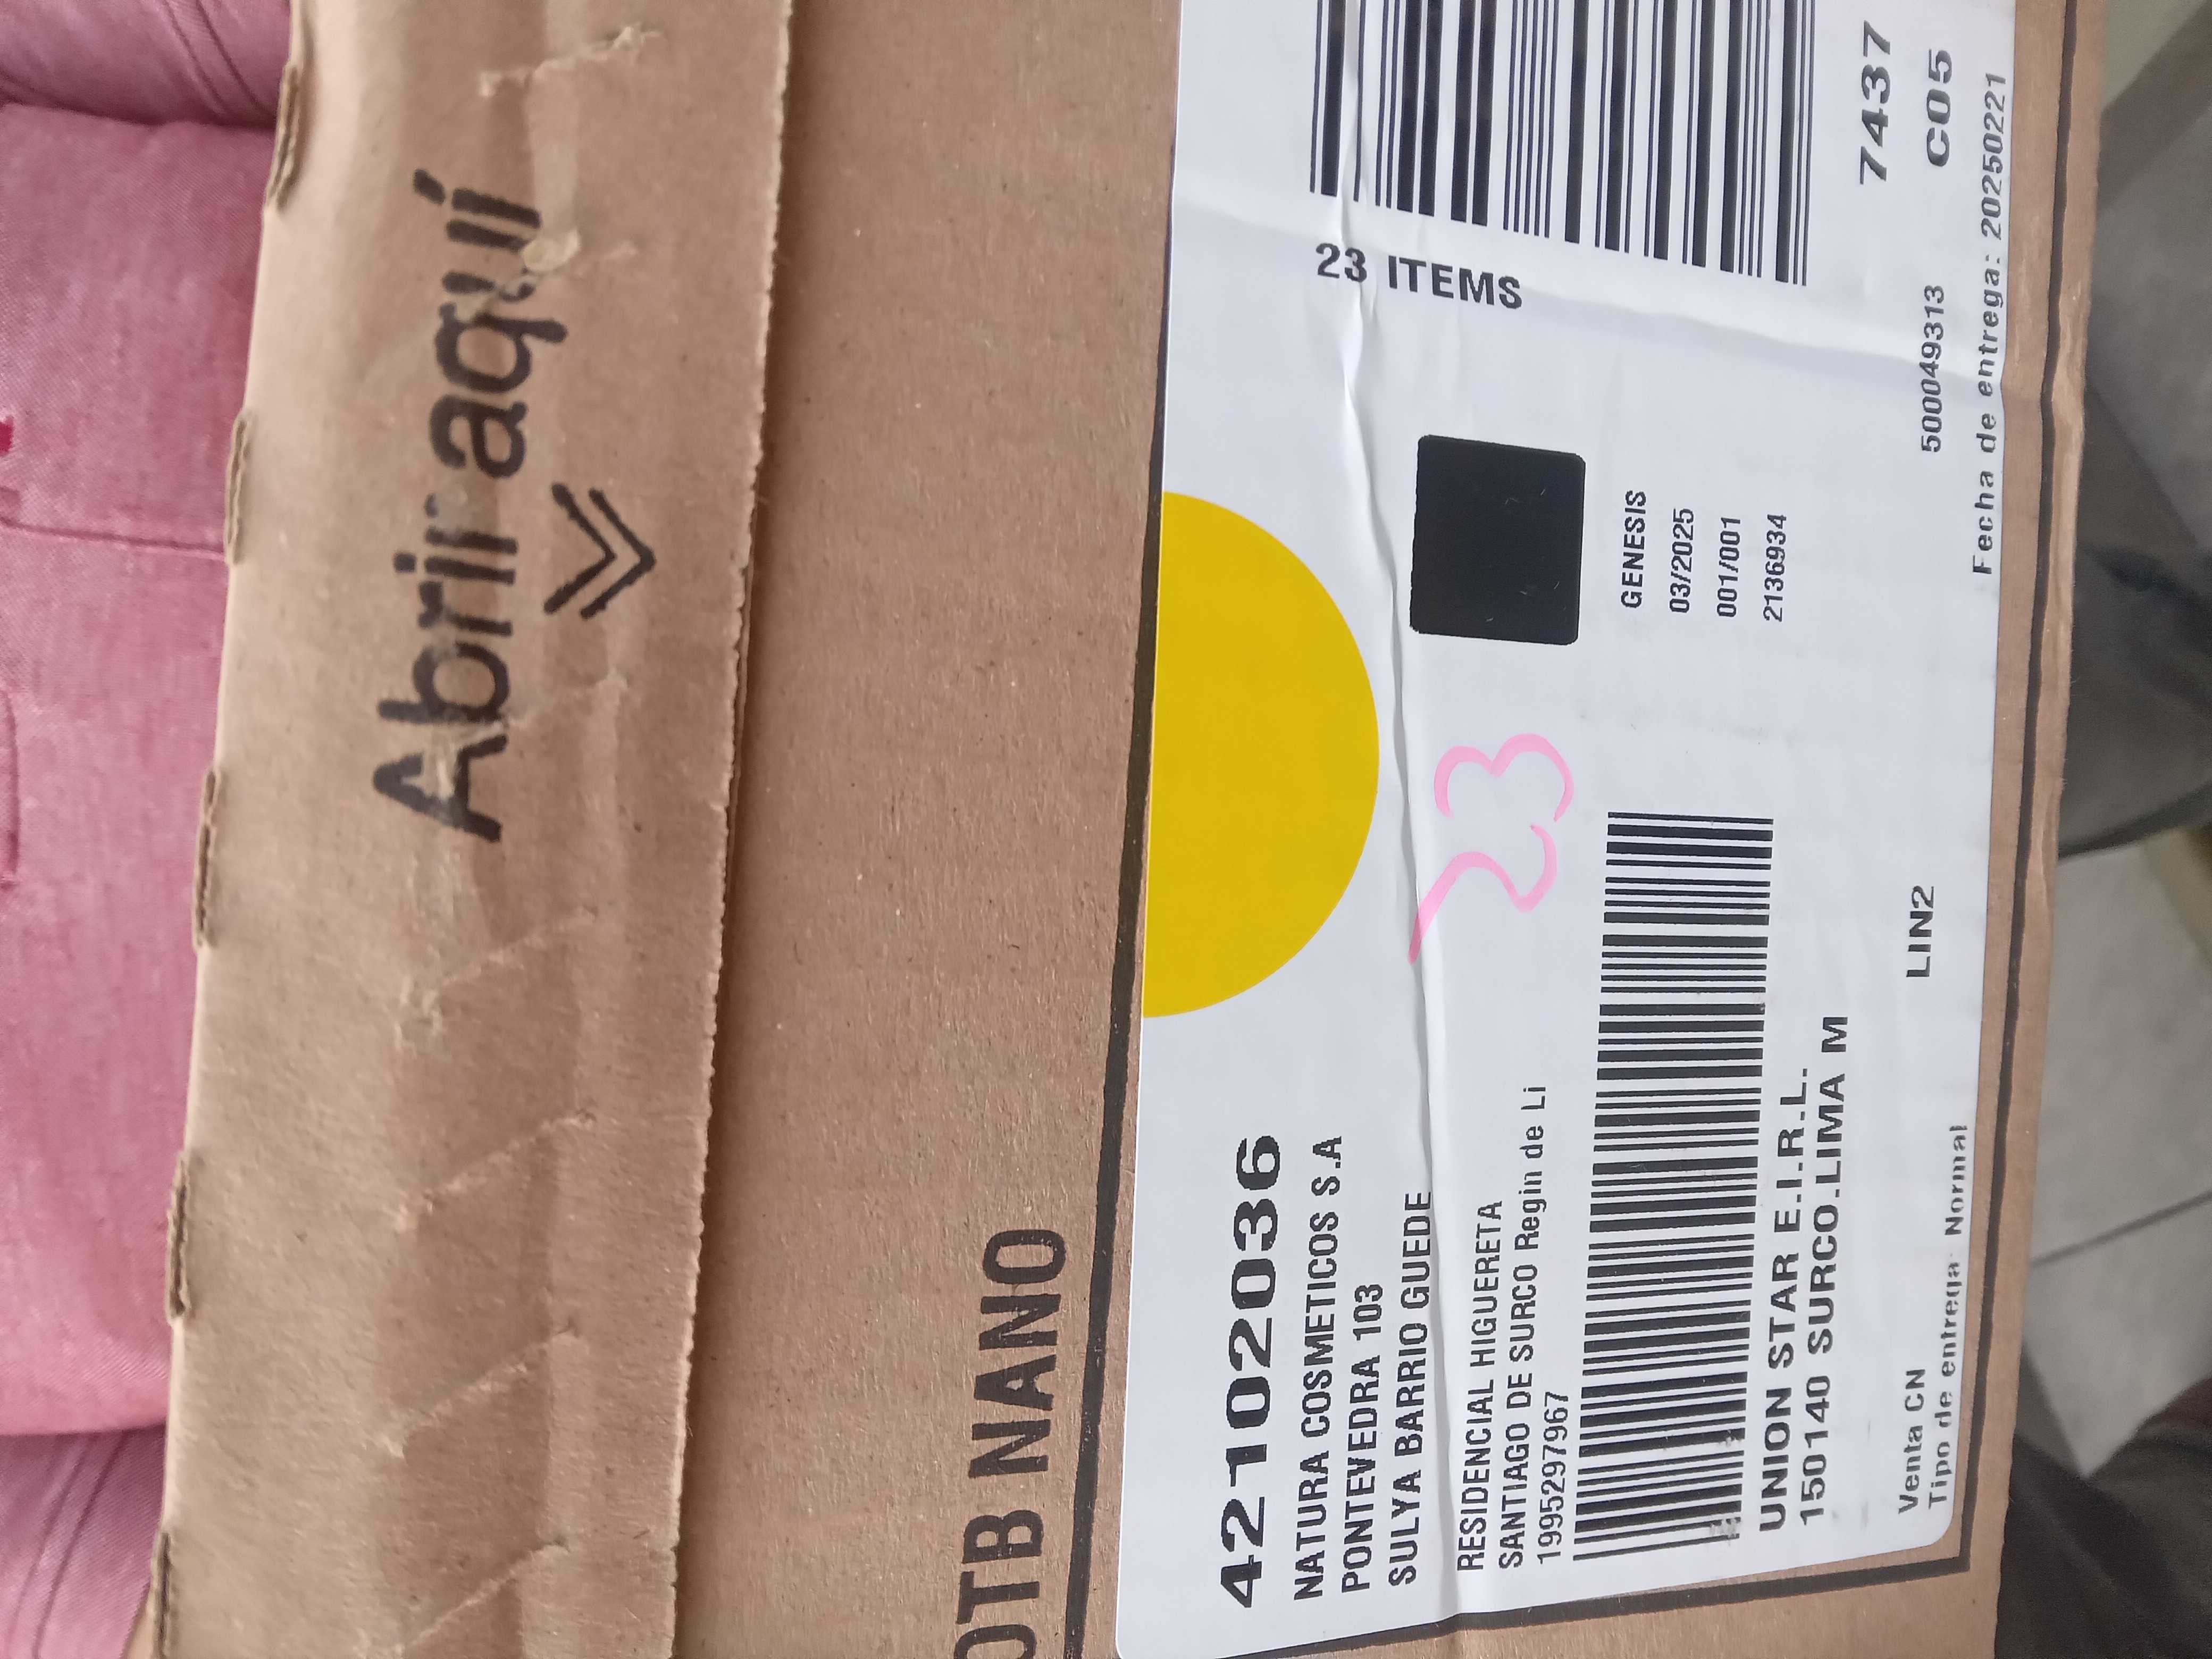 Abrir aquí
OTB NANO
42102036
NATURA COSMETICOS S.A
PONTEVEDRA 103
SULYA BARRIO GUEDE
RESIDENCIAL HIGUERETA
SANTIAGO DE SURCO Regin de Li
1995297967
23
UNION STAR E.I.R.L.
150140 SURCO.LIMA M
Venta CN
LIN2
Tipo de entrega: Normal
GENESIS
03/2025
001/001
2136934
23 ITEMS
7437
500049313
C05
Fecha de entrega: 20250221